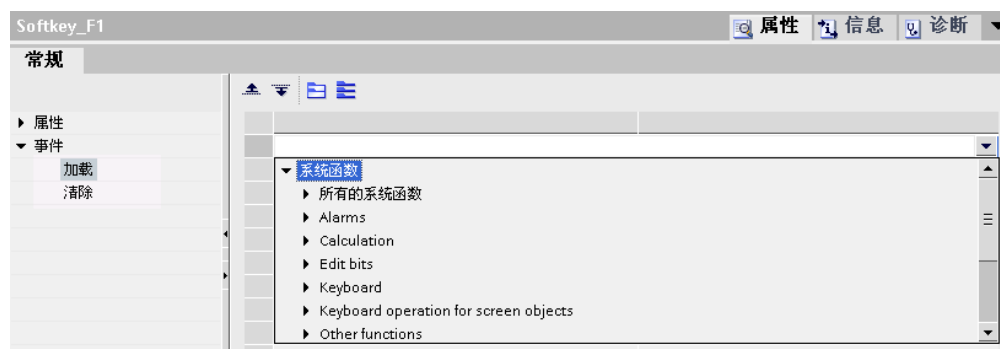 Softkey_F1 属性 信息 诊断
常规
属性
事件
加载
清除
系统函数
所有的系统函数
Alarms
Calculation
Edit bits
Keyboard
Keyboard operation for screen objects
Other functions